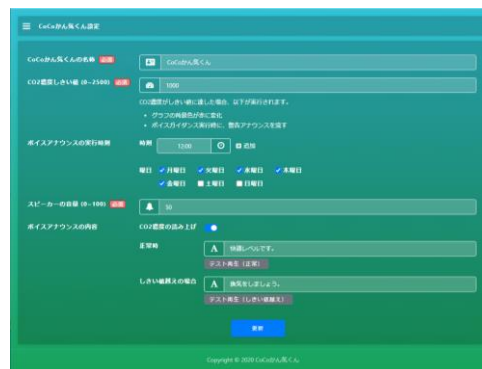 CoCoかん気くん設定
CoCoかん気くんの名称 必須
CoCoかん気くん
CO2濃度しきい値 (0~2500) 必須
1500
CO2濃度がしきい値に達した場合、以下が実行されます。
グラフの背景色が赤に変化
ボイスガイダンス実行時に、警告アナウンスを流す
ボイスアナウンスの実行時期
時刻 12:00 追加
曜日 月曜日 火曜日 水曜日 木曜日
金曜日 土曜日 日曜日
スピーカーの音量 (0~100) 必須
50
ボイスアナウンスの内容
CO2濃度の読み上げ
正常時
A 快適レベルです。
テスト再生 (正常)
しきい値越えの場合
A 換気をしましょう。
テスト再生 (しきい値越え)
更新
Copyright © 2020 CoCoかん気くん